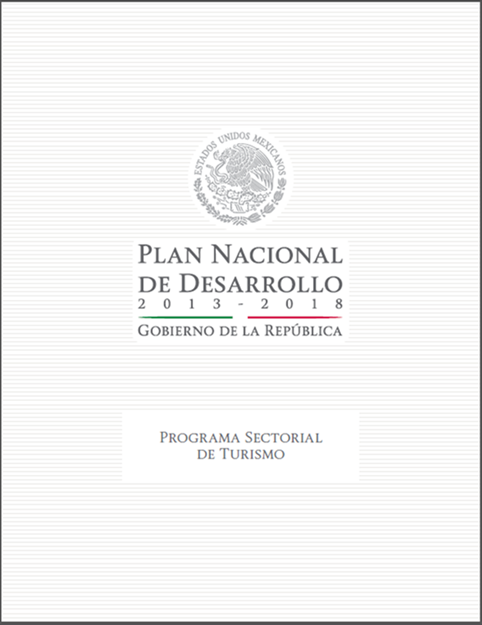 ESTADOS UNIDOS MEXICANOS
PLAN NACIONAL
DE DESARROLLO
2013-2018
GOBIERNO DE LA REPÚBLICA
PROGRAMA SECTORIAL
DE TURISMO